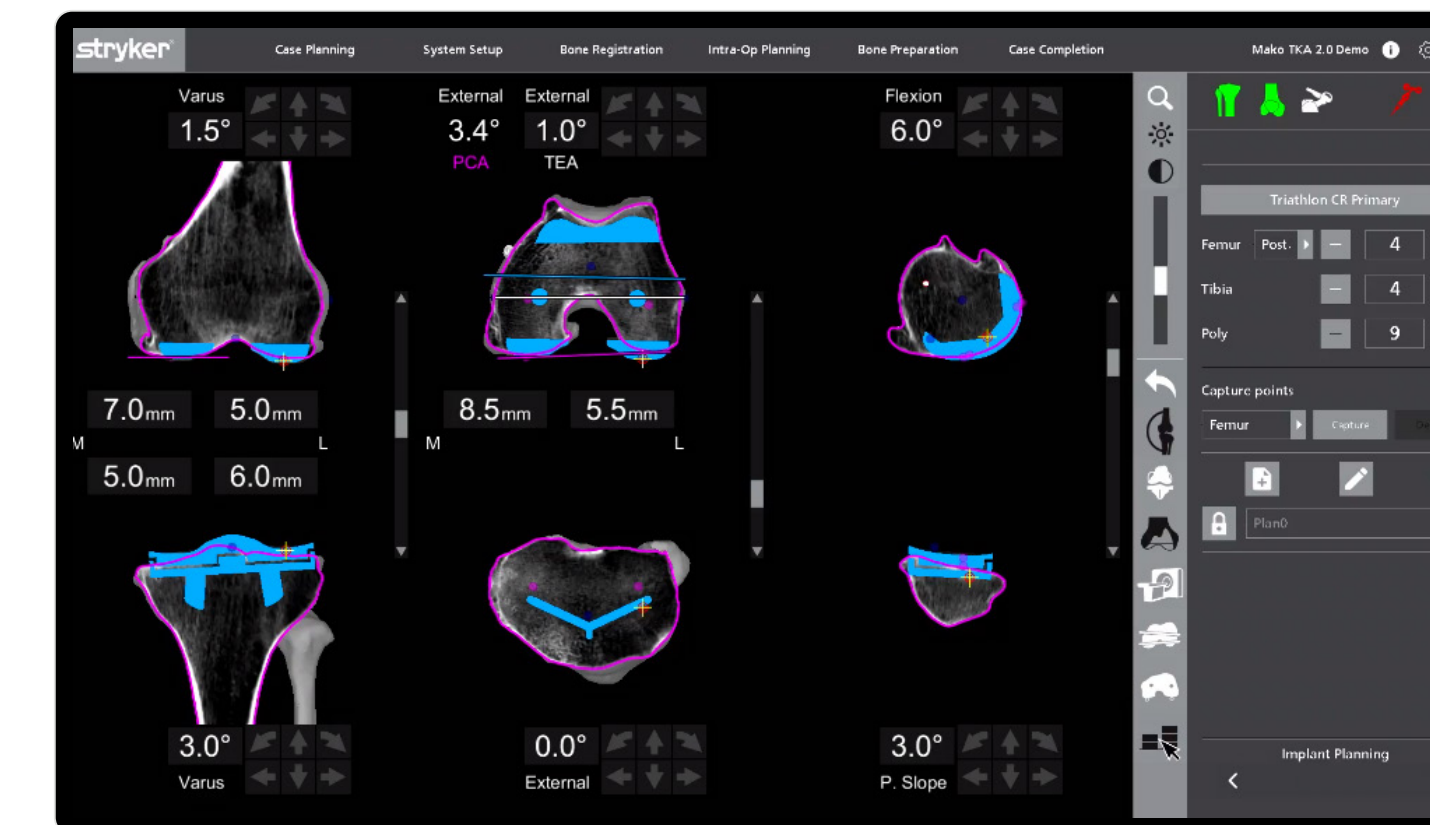 stryker Case Planning System Setup Bone Registration Intra-Op Planning Bone Preparation Case Completion Mako TKA 2.0 Demo
Varus External External Flexion
1.5° 3.4° 1.0° 6.0°
PCA TEA
Triathlon CR Primary
Femur Post. 4
Tibia 4
Poly 9
Capture points
Femur Capture
7.0mm 5.0mm 8.5mm 5.5mm
M L M L
5.0mm 6.0mm
Plan0
3.0° 0.0° 3.0°
Varus External P. Slope
Implant Planning